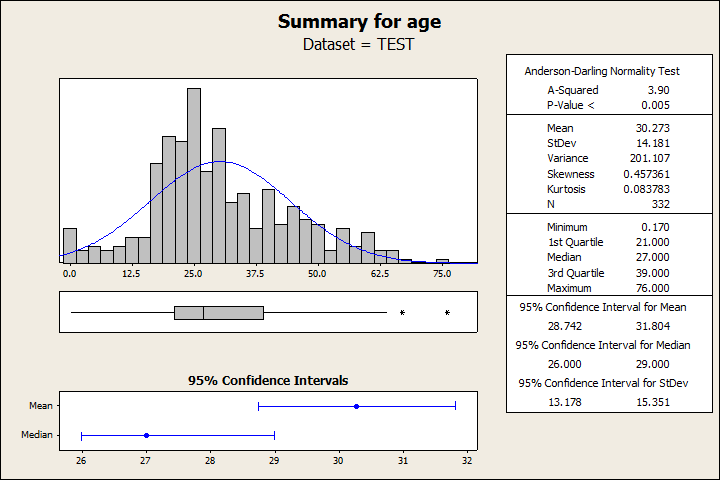 Summary for age
Dataset = TEST
0.0 12.5 25.0 37.5 50.0 62.5 75.0
* *
95% Confidence Intervals
Mean
Median
26 27 28 29 30 31 32
Anderson-Darling Normality Test
A-Squared 3.90
P-Value < 0.005
Mean 30.273
StDev 14.181
Variance 201.107
Skewness 0.457361
Kurtosis 0.083783
N 332
Minimum 0.170
1st Quartile 21.000
Median 27.000
3rd Quartile 39.000
Maximum 76.000
95% Confidence Interval for Mean
28.742 31.804
95% Confidence Interval for Median
26.000 29.000
95% Confidence Interval for StDev
13.178 15.351